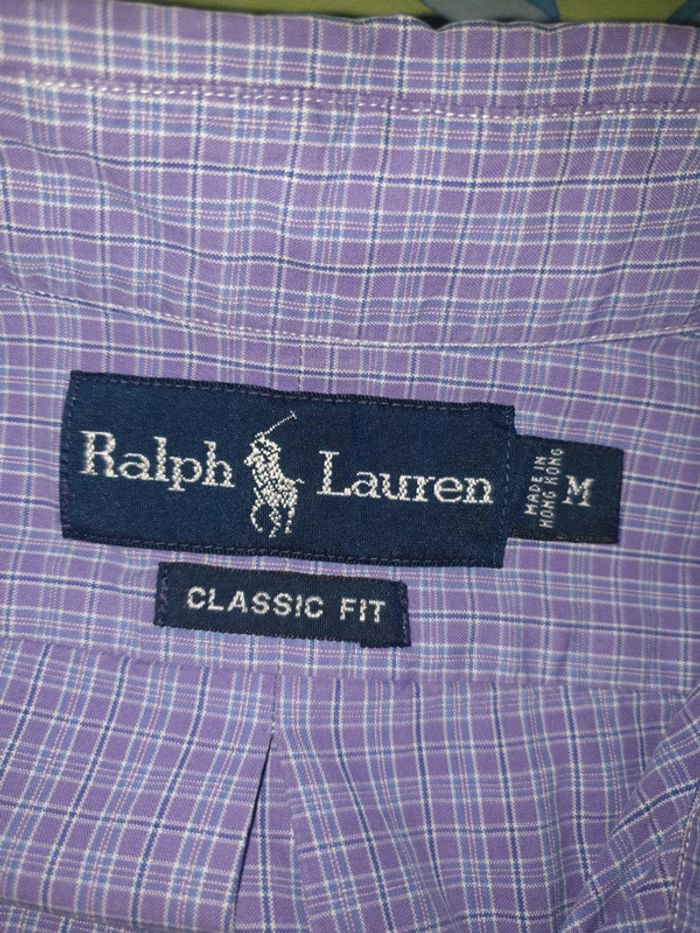 Ralph Lauren
MADE IN
HONG KONG
M
CLASSIC FIT